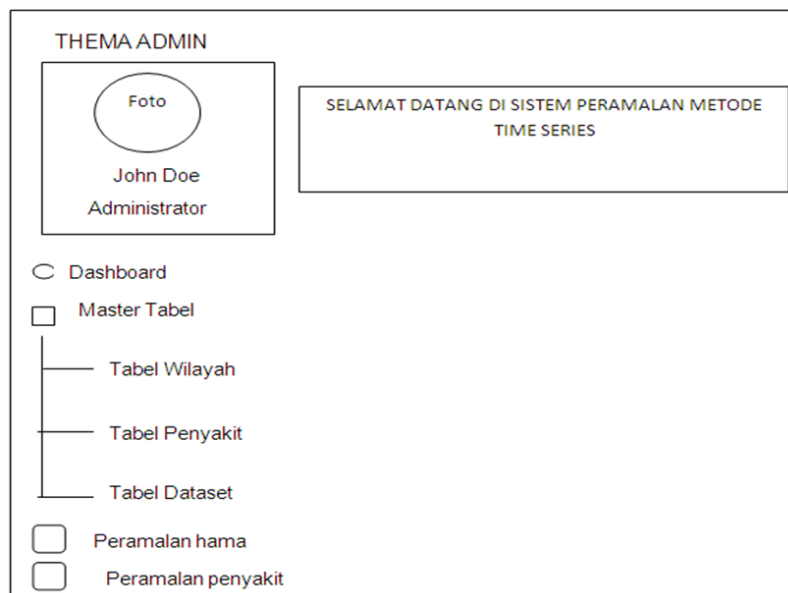 THEMA ADMIN
Foto
John Doe
Administrator
SELAMAT DATANG DI SISTEM PERAMALAN METODE
TIME SERIES
Dashboard
Master Tabel
Tabel Wilayah
Tabel Penyakit
Tabel Dataset
Peramalan hama
Peramalan penyakit